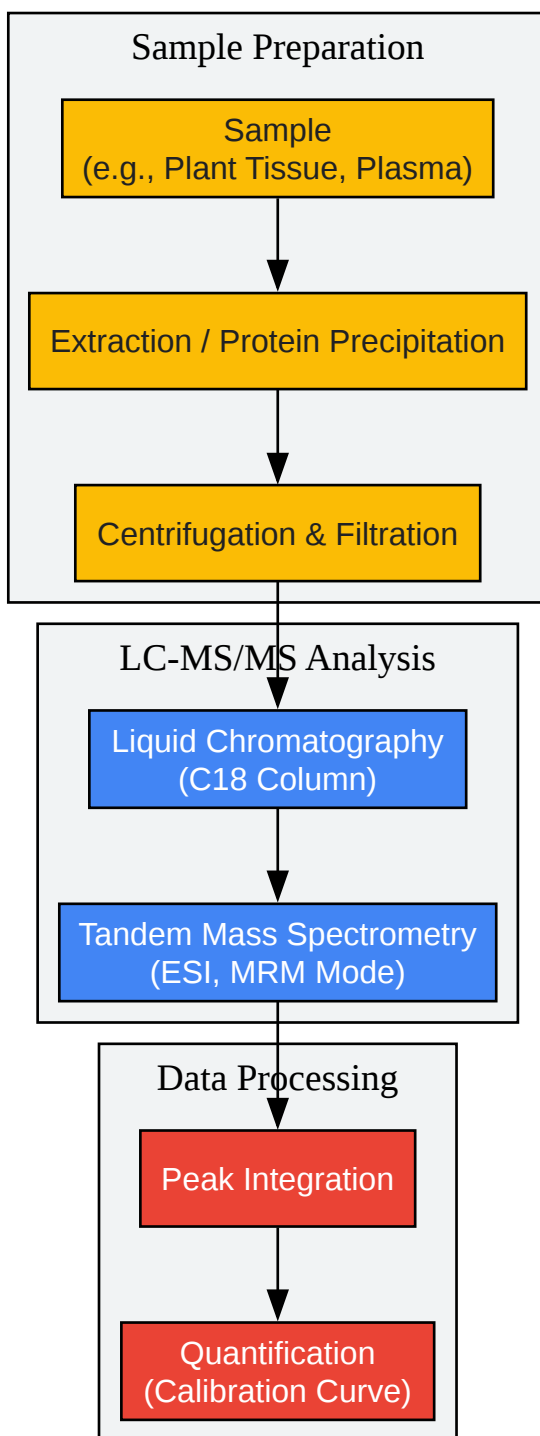 Sample Preparation
Sample
(e.g., Plant Tissue, Plasma)
Extraction / Protein Precipitation
Centrifugation & Filtration
LC-MS/MS Analysis
Liquid Chromatography
(C18 Column)
Tandem Mass Spectrometry
(ESI, MRM Mode)
Data Processing
Peak Integration
Quantification
(Calibration Curve)